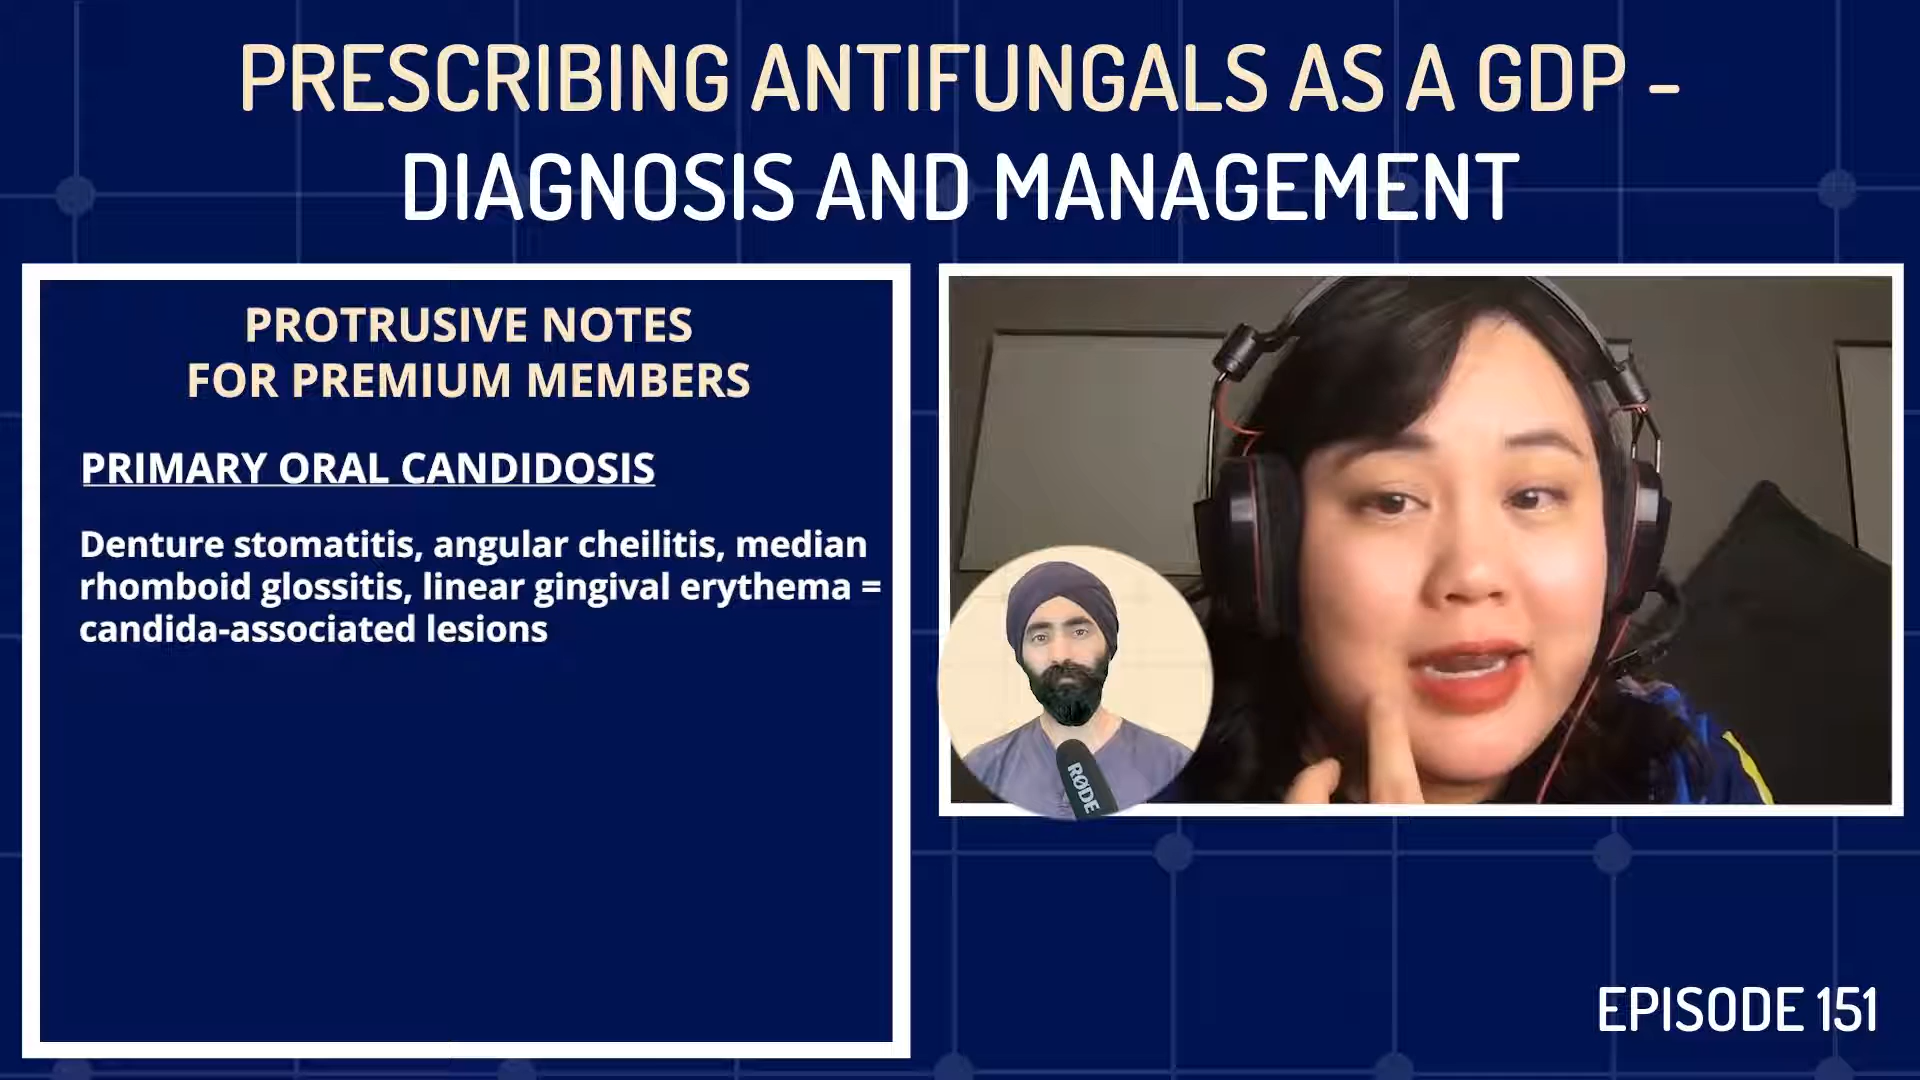 PRESCRIBING ANTIFUNGALS AS A GDP -
DIAGNOSIS AND MANAGEMENT
PROTRUSIVE NOTES
FOR PREMIUM MEMBERS
PRIMARY ORAL CANDIDOSIS
Denture stomatitis, angular cheilitis, median
rhomboid glossitis, linear gingival erythema =
candida-associated lesions
RØDE
EPISODE 151